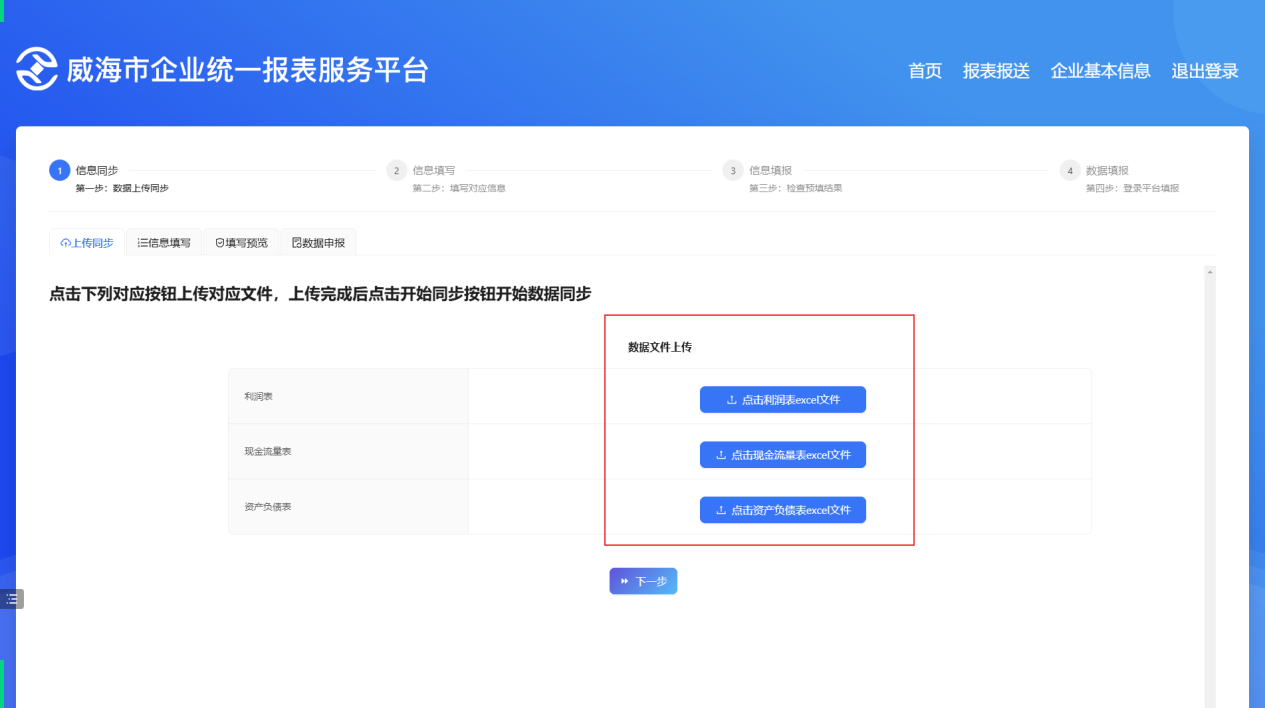 威海市企业统一报表服务平台
首页 报表报送 企业基本信息 退出登录
1 信息同步 2 信息填写 3 信息填报 4 数据填报
第一步：数据上传同步 第二步：填写对应信息 第三步：检查预填结果 第四步：登录平台填报
上传同步 信息填写 填写预览 数据申报
点击下列对应按钮上传对应文件，上传完成后点击开始同步按钮开始数据同步
数据文件上传
利润表 点击利润表excel文件
现金流量表 点击现金流量表excel文件
资产负债表 点击资产负债表excel文件
下一步